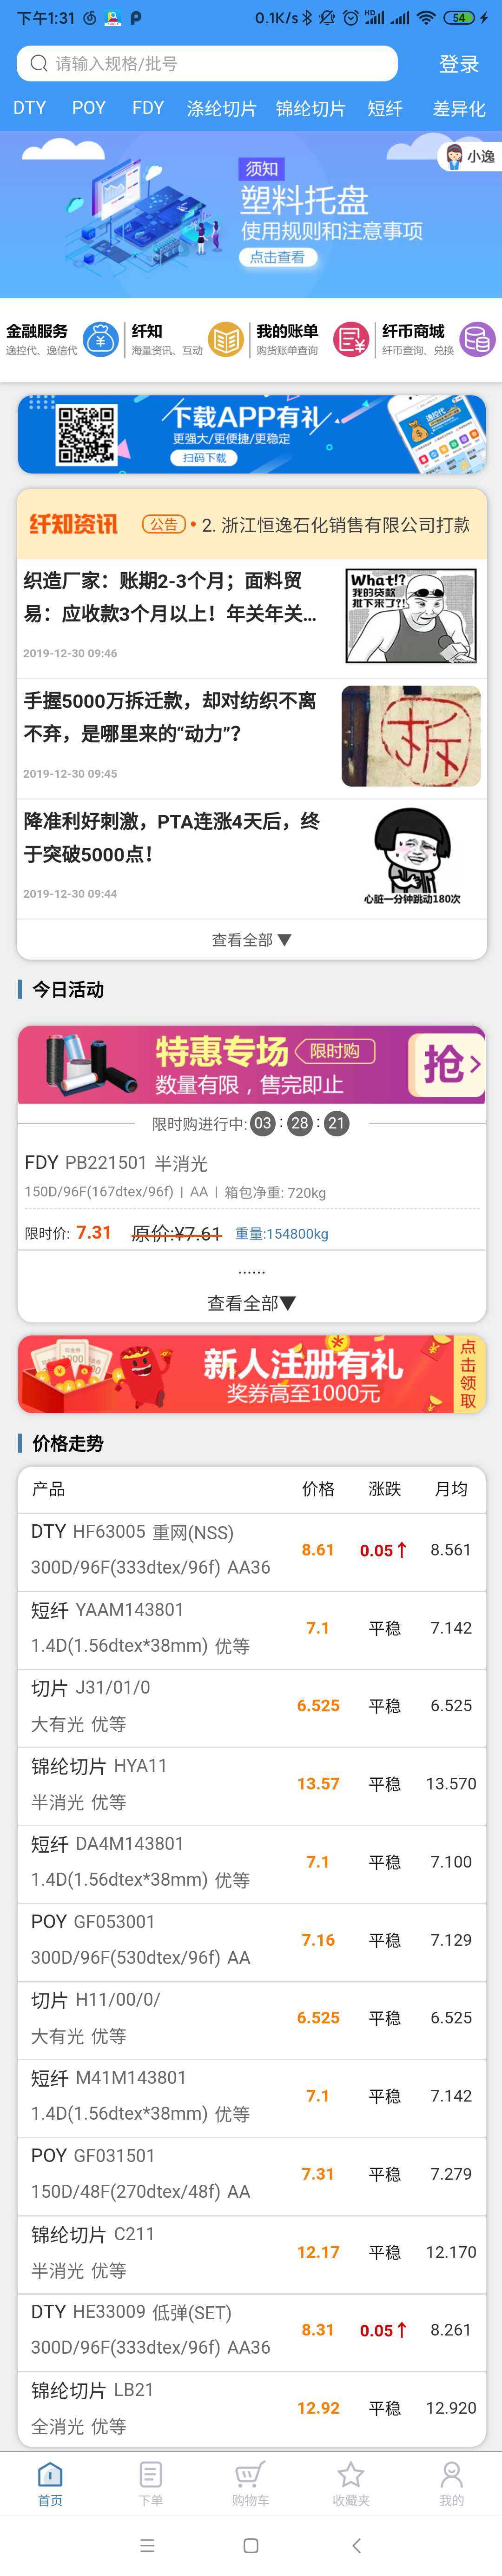 下午1:31
0.1K/s
HD
54
请输入规格/批号
登录
DTY POY FDY 涤纶切片 锦纶切片 短纤 差异化
须知
塑料托盘
使用规则和注意事项
点击查看
小逸
金融服务
逸控代、逸信代
纤知
海量资讯、互动
我的账单
购货账单查询
纤币商城
纤币查询、兑换
下载APP有礼
更强大/更便捷/更稳定
扫码下载
纤知资讯
公告
2. 浙江恒逸石化销售有限公司打款
织造厂家：账期2-3个月；面料贸
易：应收款3个月以上！年关年关...
2019-12-30 09:46
What!?
我的贷款
批下来了?!
手握5000万拆迁款，却对纺织不离
不弃，是哪里来的“动力”？
2019-12-30 09:45
拆
降准利好刺激，PTA连涨4天后，终
于突破5000点！
2019-12-30 09:44
心脏一分钟跳动180次
查看全部▼
今日活动
特惠专场
限时购
数量有限，售完即止
抢
限时购进行中: 03 : 28 : 21
FDY PB221501 半消光
150D/96F(167dtex/96f) | AA | 箱包净重: 720kg
限时价: 7.31 原价:¥7.61 重量:154800kg
......
查看全部▼
新人注册有礼
奖券高至1000元
点击领取
价格走势
产品 价格 涨跌 月均
DTY HF63005 重网(NSS)
300D/96F(333dtex/96f) AA36
8.61 0.05↑ 8.561
短纤 YAAM143801
1.4D(1.56dtex*38mm) 优等
7.1 平稳 7.142
切片 J31/01/0
大有光 优等
6.525 平稳 6.525
锦纶切片 HYA11
半消光 优等
13.57 平稳 13.570
短纤 DA4M143801
1.4D(1.56dtex*38mm) 优等
7.1 平稳 7.100
POY GF053001
300D/96F(530dtex/96f) AA
7.16 平稳 7.129
切片 H11/00/0/
大有光 优等
6.525 平稳 6.525
短纤 M41M143801
1.4D(1.56dtex*38mm) 优等
7.1 平稳 7.142
POY GF031501
150D/48F(270dtex/48f) AA
7.31 平稳 7.279
锦纶切片 C211
半消光 优等
12.17 平稳 12.170
DTY HE33009 低弹(SET)
300D/96F(333dtex/96f) AA36
8.31 0.05↑ 8.261
锦纶切片 LB21
全消光 优等
12.92 平稳 12.920
首页 下单 购物车 收藏夹 我的